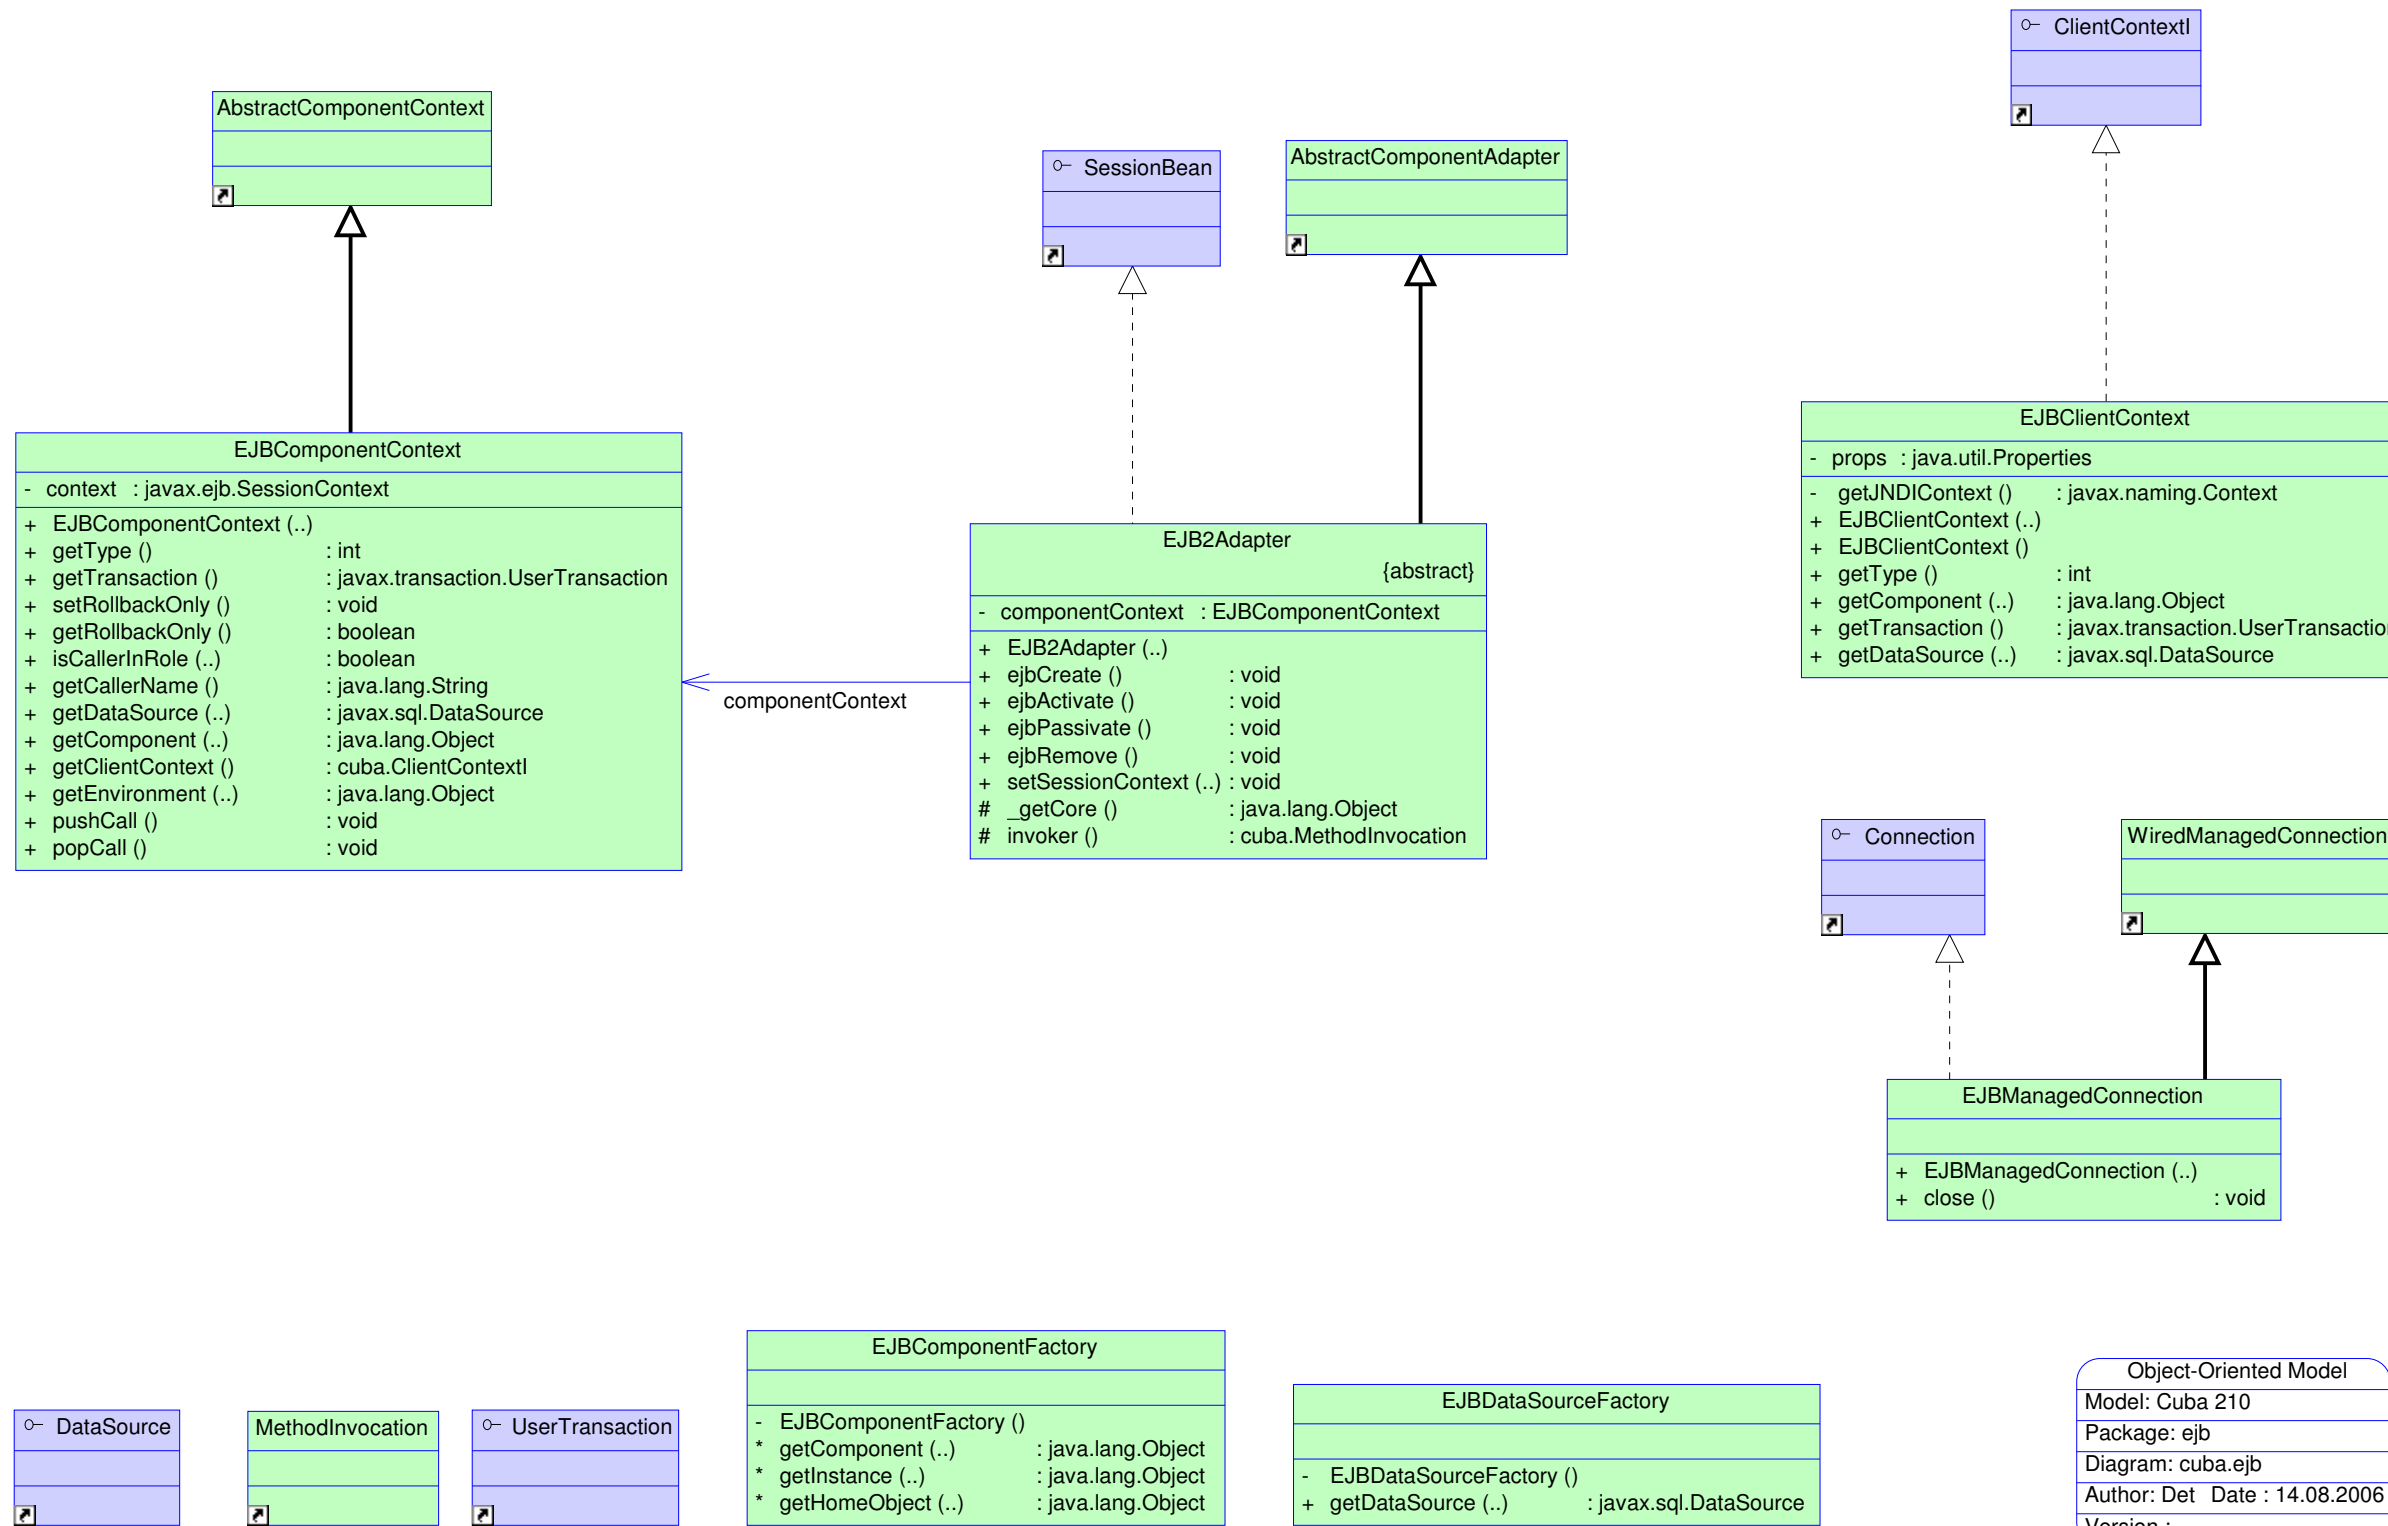 ClientContextI
AbstractComponentContext
SessionBean
AbstractComponentAdapter
EJBComponentContext
- context : javax.ejb.SessionContext
+ EJBComponentContext (..)
+ getType () : int
+ getTransaction () : javax.transaction.UserTransaction
+ setRollbackOnly () : void
+ getRollbackOnly () : boolean
+ isCallerInRole (..) : boolean
+ getCallerName () : java.lang.String
+ getDataSource (..) : javax.sql.DataSource
+ getComponent (..) : java.lang.Object
+ getClientContext () : cuba.ClientContextI
+ getEnvironment (..) : java.lang.Object
+ pushCall () : void
+ popCall () : void
componentContext
EJB2Adapter
{abstract}
- componentContext : EJBComponentContext
+ EJB2Adapter (..)
+ ejbCreate () : void
+ ejbActivate () : void
+ ejbPassivate () : void
+ ejbRemove () : void
+ setSessionContext (..) : void
# _getCore () : java.lang.Object
# invoker () : cuba.MethodInvocation
EJBClientContext
- props : java.util.Properties
- getJNDIContext () : javax.naming.Context
+ EJBClientContext (..)
+ EJBClientContext ()
+ getType () : int
+ getComponent (..) : java.lang.Object
+ getTransaction () : javax.transaction.UserTransactio
+ getDataSource (..) : javax.sql.DataSource
Connection
WiredManagedConnection
EJBManagedConnection
+ EJBManagedConnection (..)
+ close () : void
DataSource
MethodInvocation
UserTransaction
EJBComponentFactory
- EJBComponentFactory ()
* getComponent (..) : java.lang.Object
* getInstance (..) : java.lang.Object
* getHomeObject (..) : java.lang.Object
EJBDataSourceFactory
- EJBDataSourceFactory ()
+ getDataSource (..) : javax.sql.DataSource
Object-Oriented Model
Model: Cuba 210
Package: ejb
Diagram: cuba.ejb
Author: Det Date : 14.08.2006
Version :